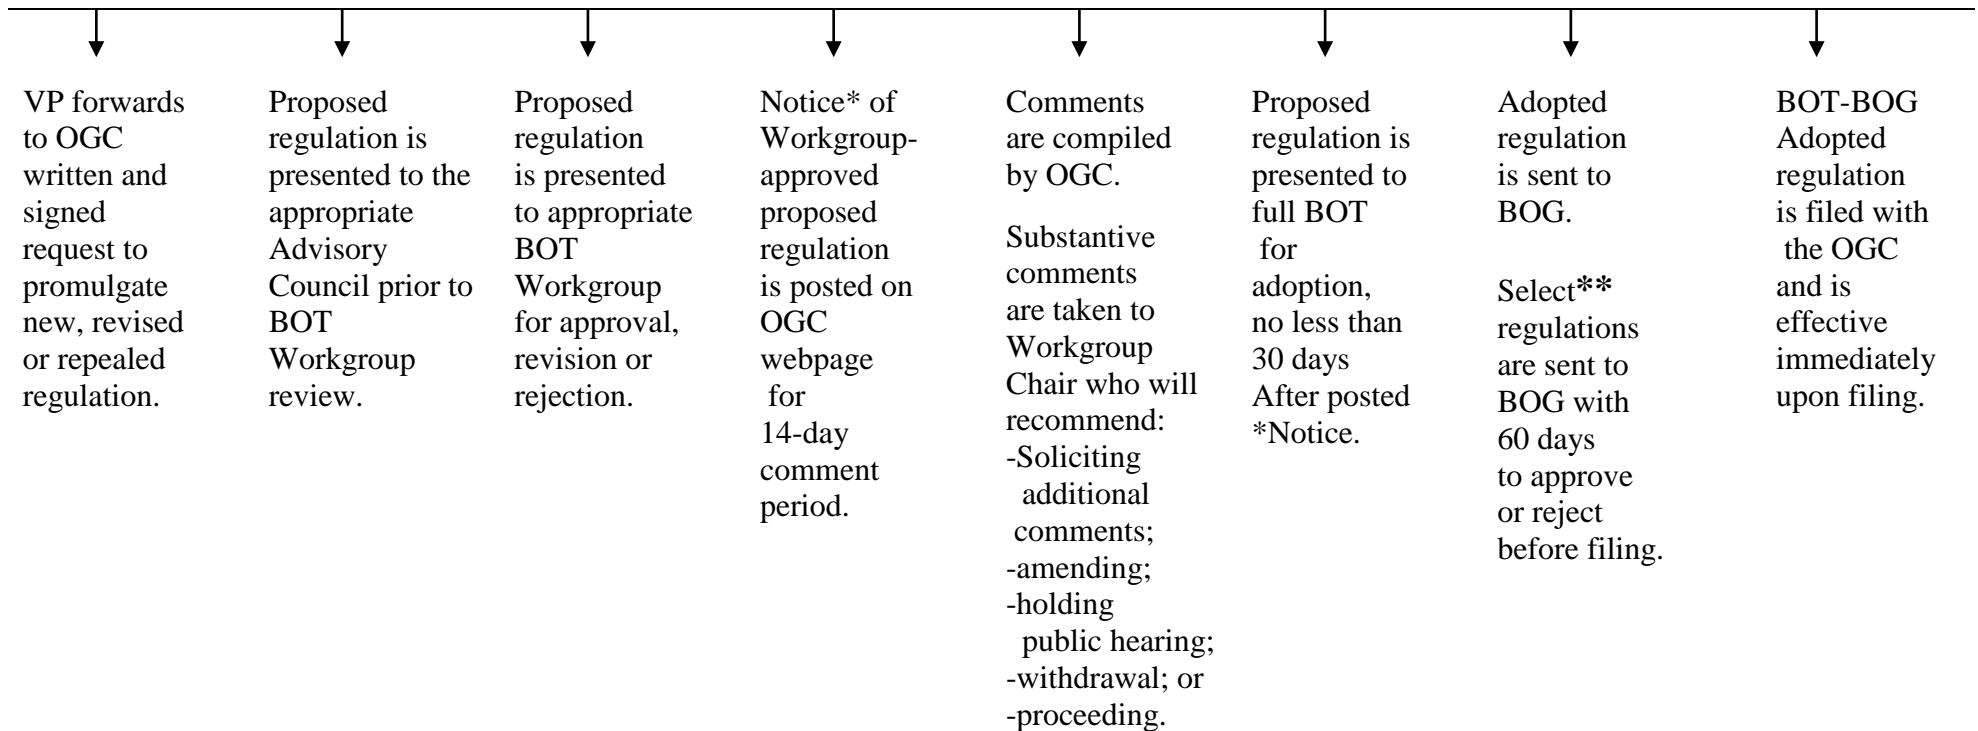 VP forwards
to OGC
written and
signed
request to
promulgate
new, revised
or repealed
regulation.
Proposed
regulation is
presented to the
appropriate
Advisory
Council prior to
BOT
Workgroup
review.
Proposed
regulation
is presented
to appropriate
BOT
Workgroup
for approval,
revision or
rejection.
Notice* of
Workgroup-
approved
proposed
regulation
is posted on
OGC
webpage
for
14-day
comment
period.
Comments
are compiled
by OGC.
Substantive
comments
are taken to
Workgroup
Chair who will
recommend:
-Soliciting
additional
comments;
-amending;
-holding
public hearing;
-withdrawal; or
-proceeding.
Proposed
regulation is
presented to
full BOT
for
adoption,
no less than
30 days
After posted
*Notice.
Adopted
regulation
is sent to
BOG.
Select**
regulations
are sent to
BOG with
60 days
to approve
or reject
before filing.
BOT-BOG
Adopted
regulation
is filed with
the OGC
and is
effective
immediately
upon filing.